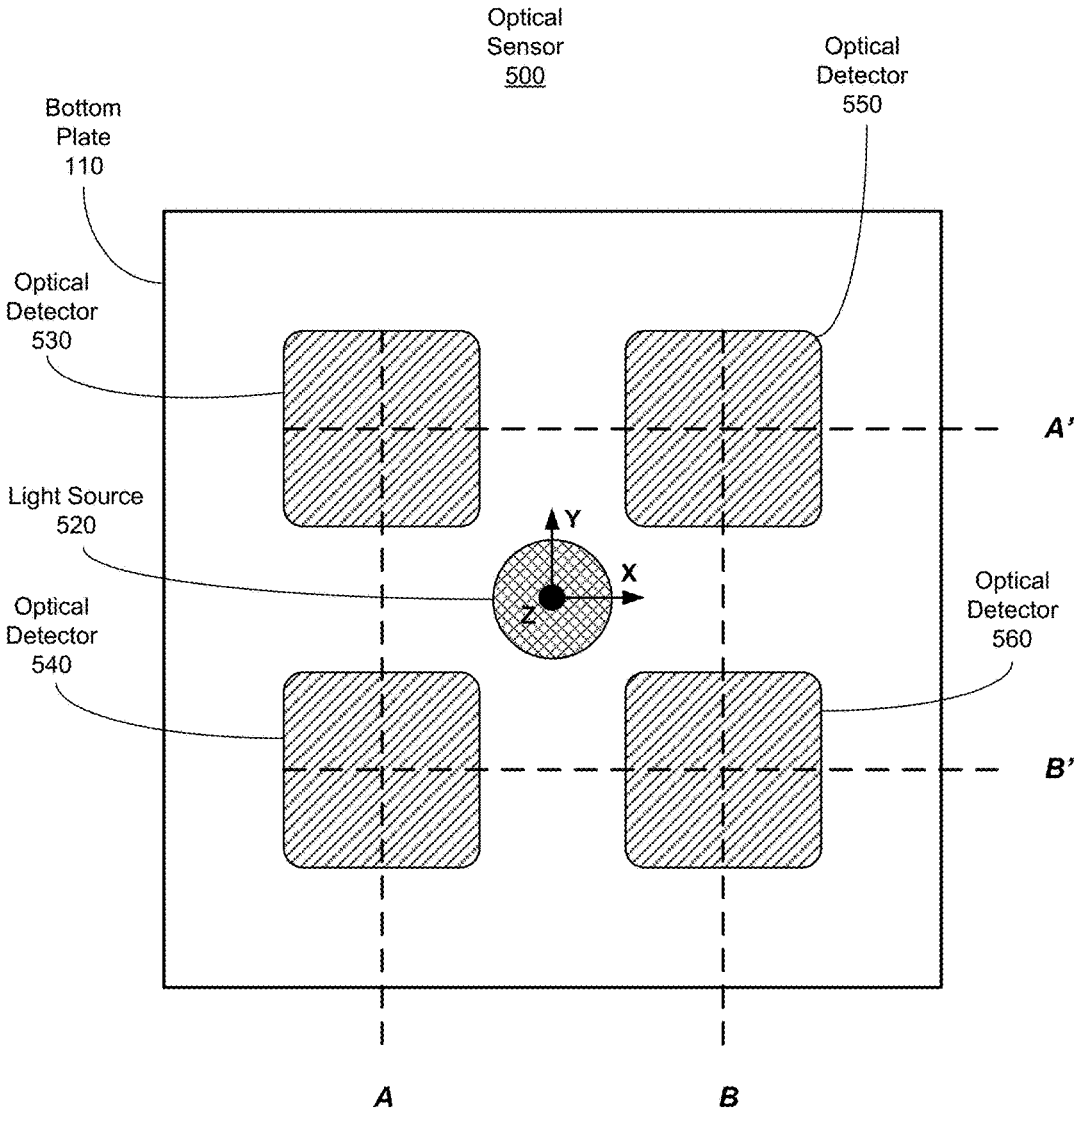 Optical
Sensor
500
Optical
Detector
550
Bottom
Plate
110
Optical
Detector
530
A’
Light Source
520
Y
X
Z
Optical
Detector
560
Optical
Detector
540
B’
A
B